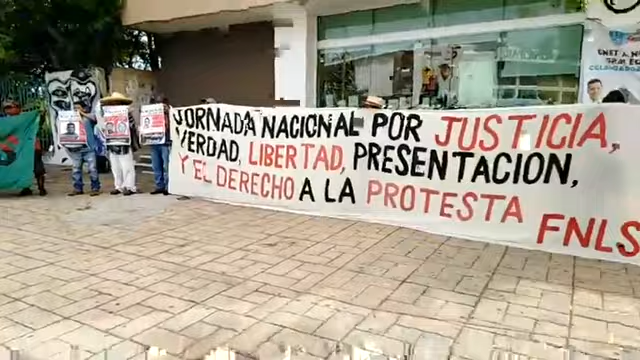 JORNADA NACIONAL POR JUSTICIA,
VERDAD, LIBERTAD, PRESENTACION,
Y EL DERECHO A LA PROTESTA FNLS